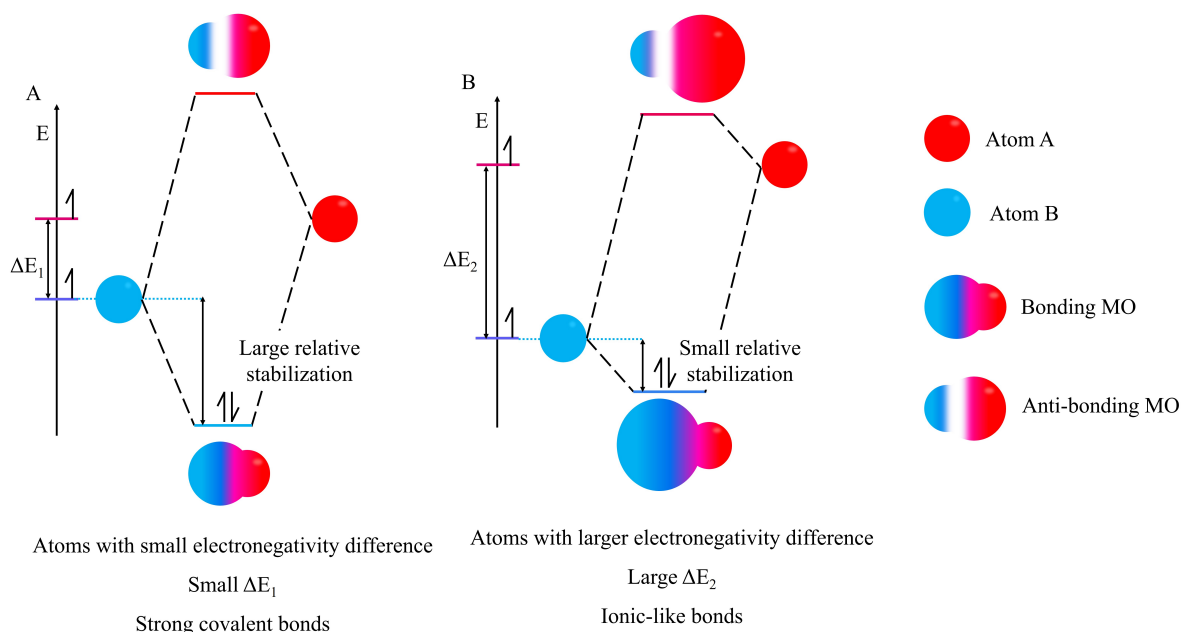 A
E
ΔE₁
Large relative
stabilization
Atoms with small electronegativity difference
Small ΔE₁
Strong covalent bonds
B
E
ΔE₂
Small relative
stabilization
Atoms with larger electronegativity difference
Large ΔE₂
Ionic-like bonds
Atom A
Atom B
Bonding MO
Anti-bonding MO